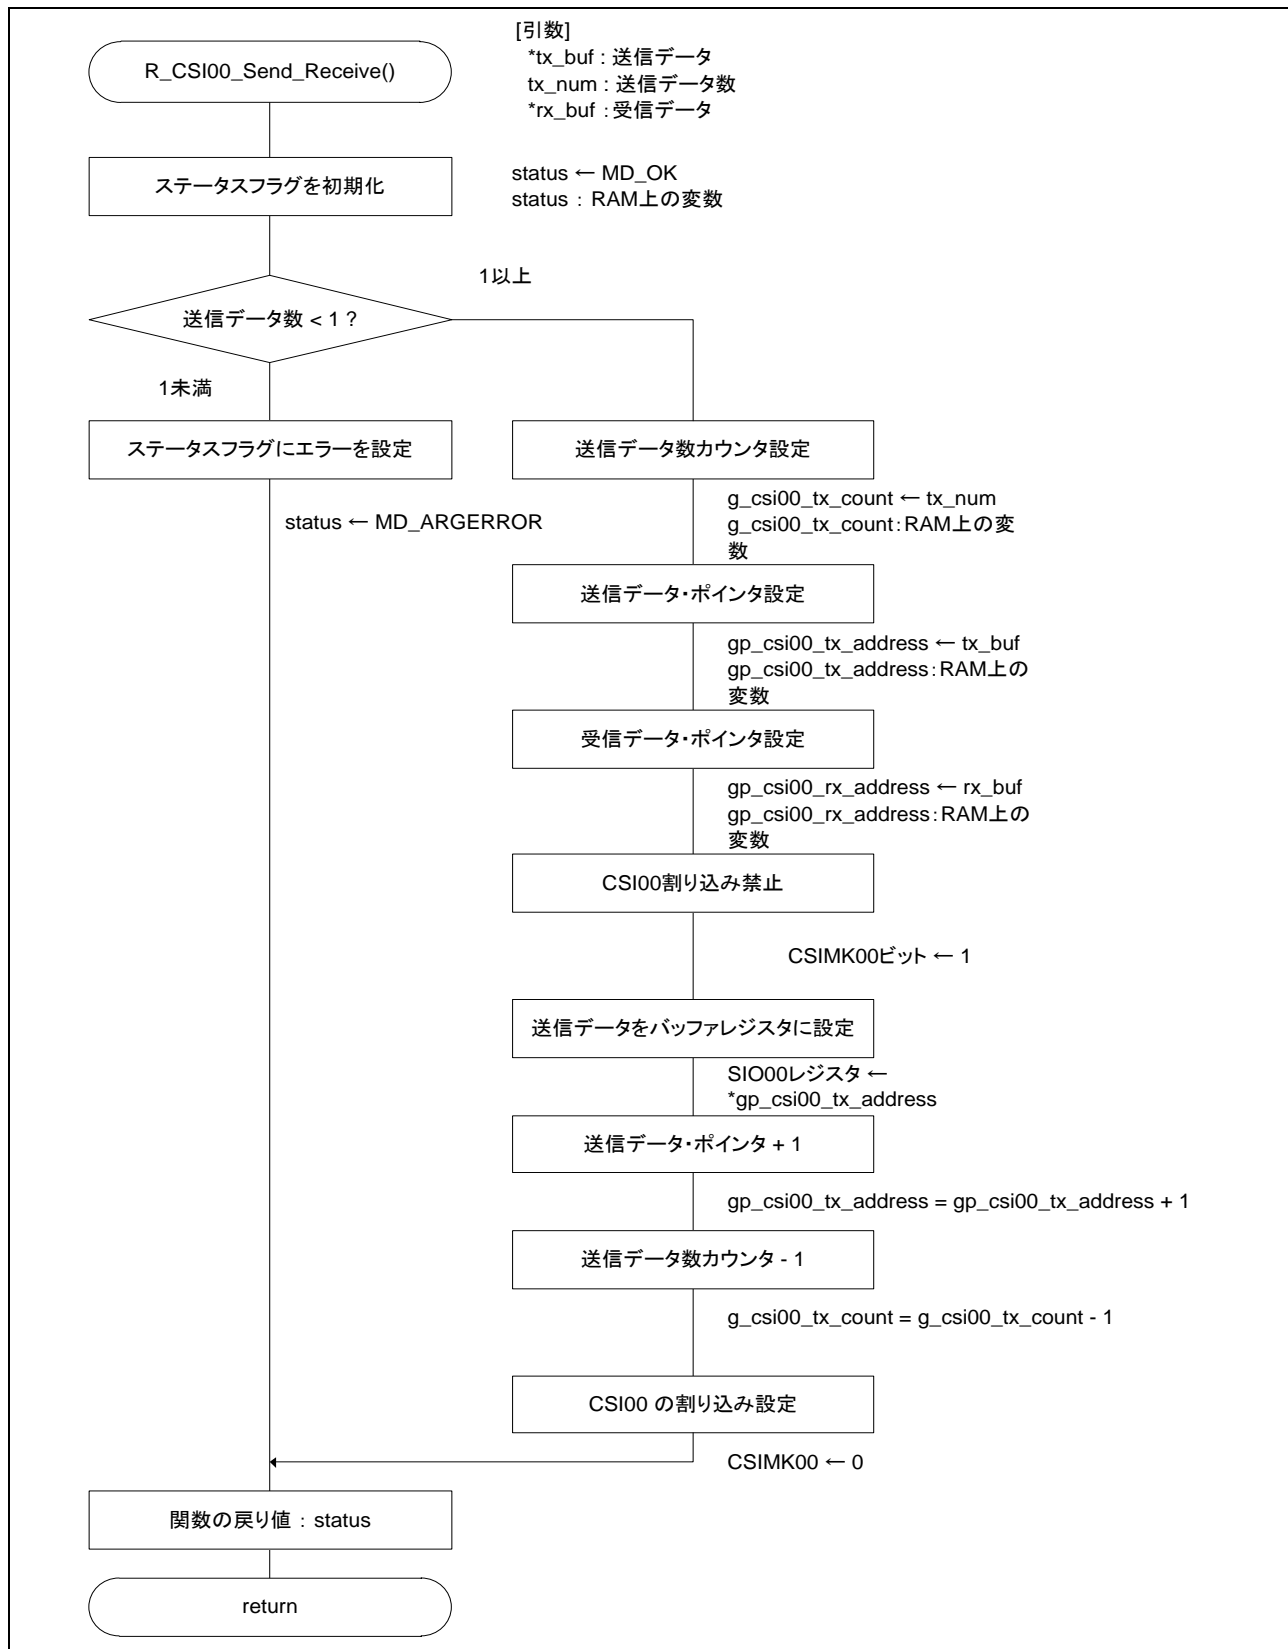 R_CSI00_Send_Receive()
[引数]
*tx_buf : 送信データ
tx_num : 送信データ数
*rx_buf : 受信データ
ステータスフラグを初期化
status ← MD_OK
status : RAM上の変数
1以上
送信データ数 < 1 ?
1未満
ステータスフラグにエラーを設定
status ← MD_ARGERROR
送信データ数カウンタ設定
g_csi00_tx_count ← tx_num
g_csi00_tx_count:RAM上の変
数
送信データ・ポインタ設定
gp_csi00_tx_address ← tx_buf
gp_csi00_tx_address:RAM上の
変数
受信データ・ポインタ設定
gp_csi00_rx_address ← rx_buf
gp_csi00_rx_address:RAM上の
変数
CSI00割り込み禁止
CSIMK00ビット ← 1
送信データをバッファレジスタに設定
SIO00レジスタ ←
*gp_csi00_tx_address
送信データ・ポインタ + 1
gp_csi00_tx_address = gp_csi00_tx_address + 1
送信データ数カウンタ - 1
g_csi00_tx_count = g_csi00_tx_count - 1
CSI00 の割り込み設定
CSIMK00 ← 0
関数の戻り値 : status
return